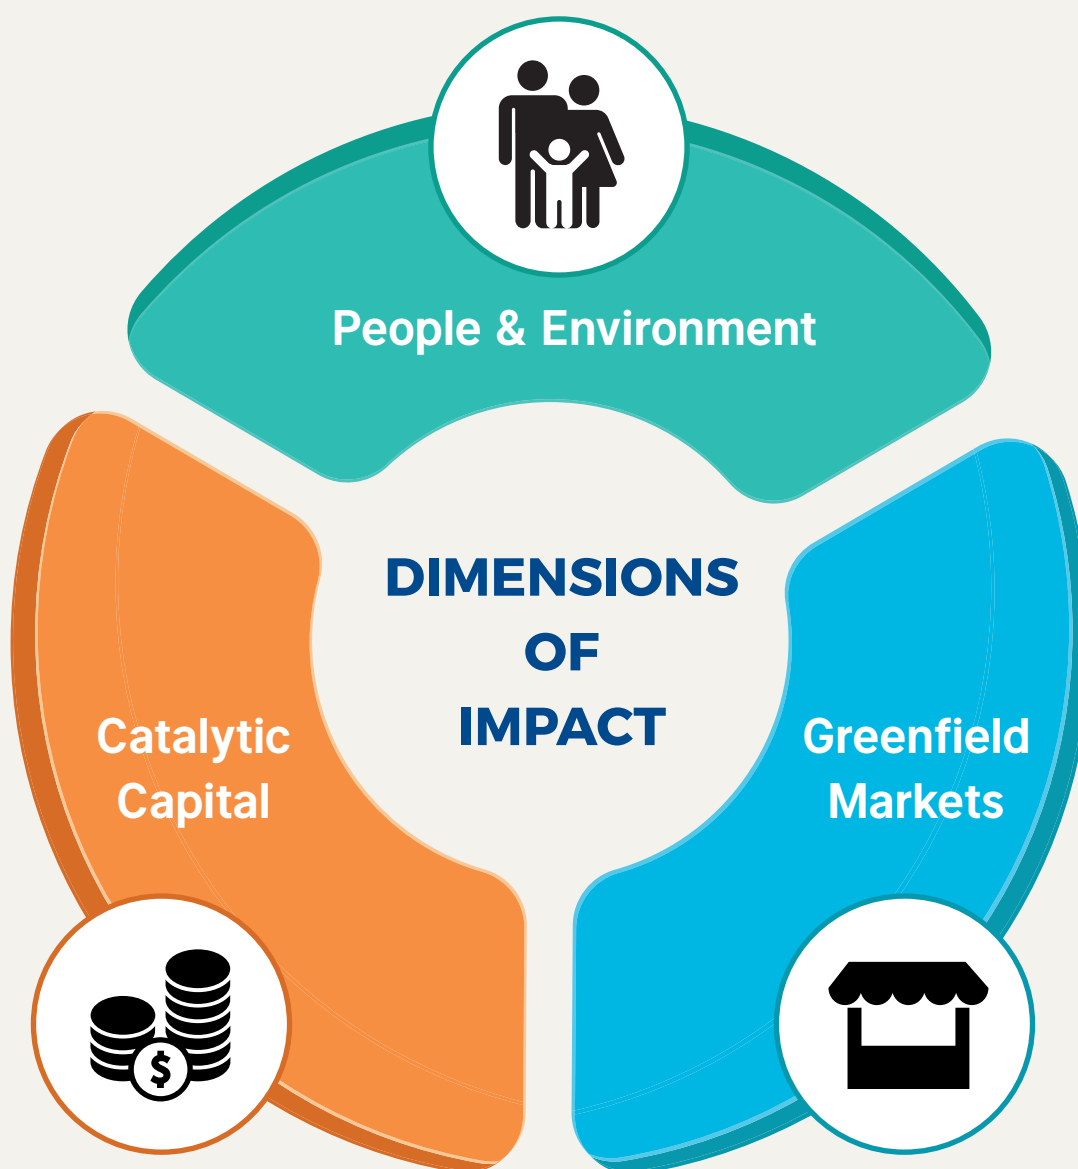 People & Environment
DIMENSIONS
OF
IMPACT
Catalytic
Capital
Greenfield
Markets
$